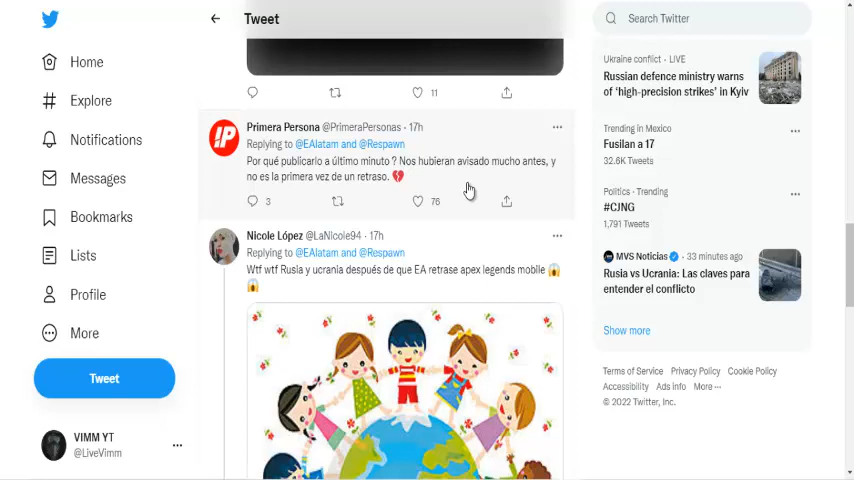 Tweet
Search Twitter
Home
Explore
Notifications
Messages
Bookmarks
Lists
Profile
More
Tweet
VIMM YT
@LiveVimm
11
Primera Persona @PrimeraPersonas · 17h
Replying to @EAlatam and @Respawn
Por qué publicarlo a último minuto ? Nos hubieran avisado mucho antes, y
no es la primera vez de un retraso. 💔
3 76
Nicole López @LaNicole94 · 17h
Replying to @EAlatam and @Respawn
Wtf wtf Rusia y ucrania después de que EA retrase apex legends moblle 😱
😱
Ukraine conflict · LIVE
Russian defence ministry warns
of ‘high-precision strikes’ in Kyiv
Trending in Mexico
Fusilan a 17
32.6K Tweets
Politics · Trending
#CJNG
1,791 Tweets
MVS Noticias · 33 minutes ago
Rusia vs Ucrania: Las claves para
entender el conflicto
Show more
Terms of Service Privacy Policy Cookie Policy
Accessibility Ads info More ···
© 2022 Twitter, Inc.